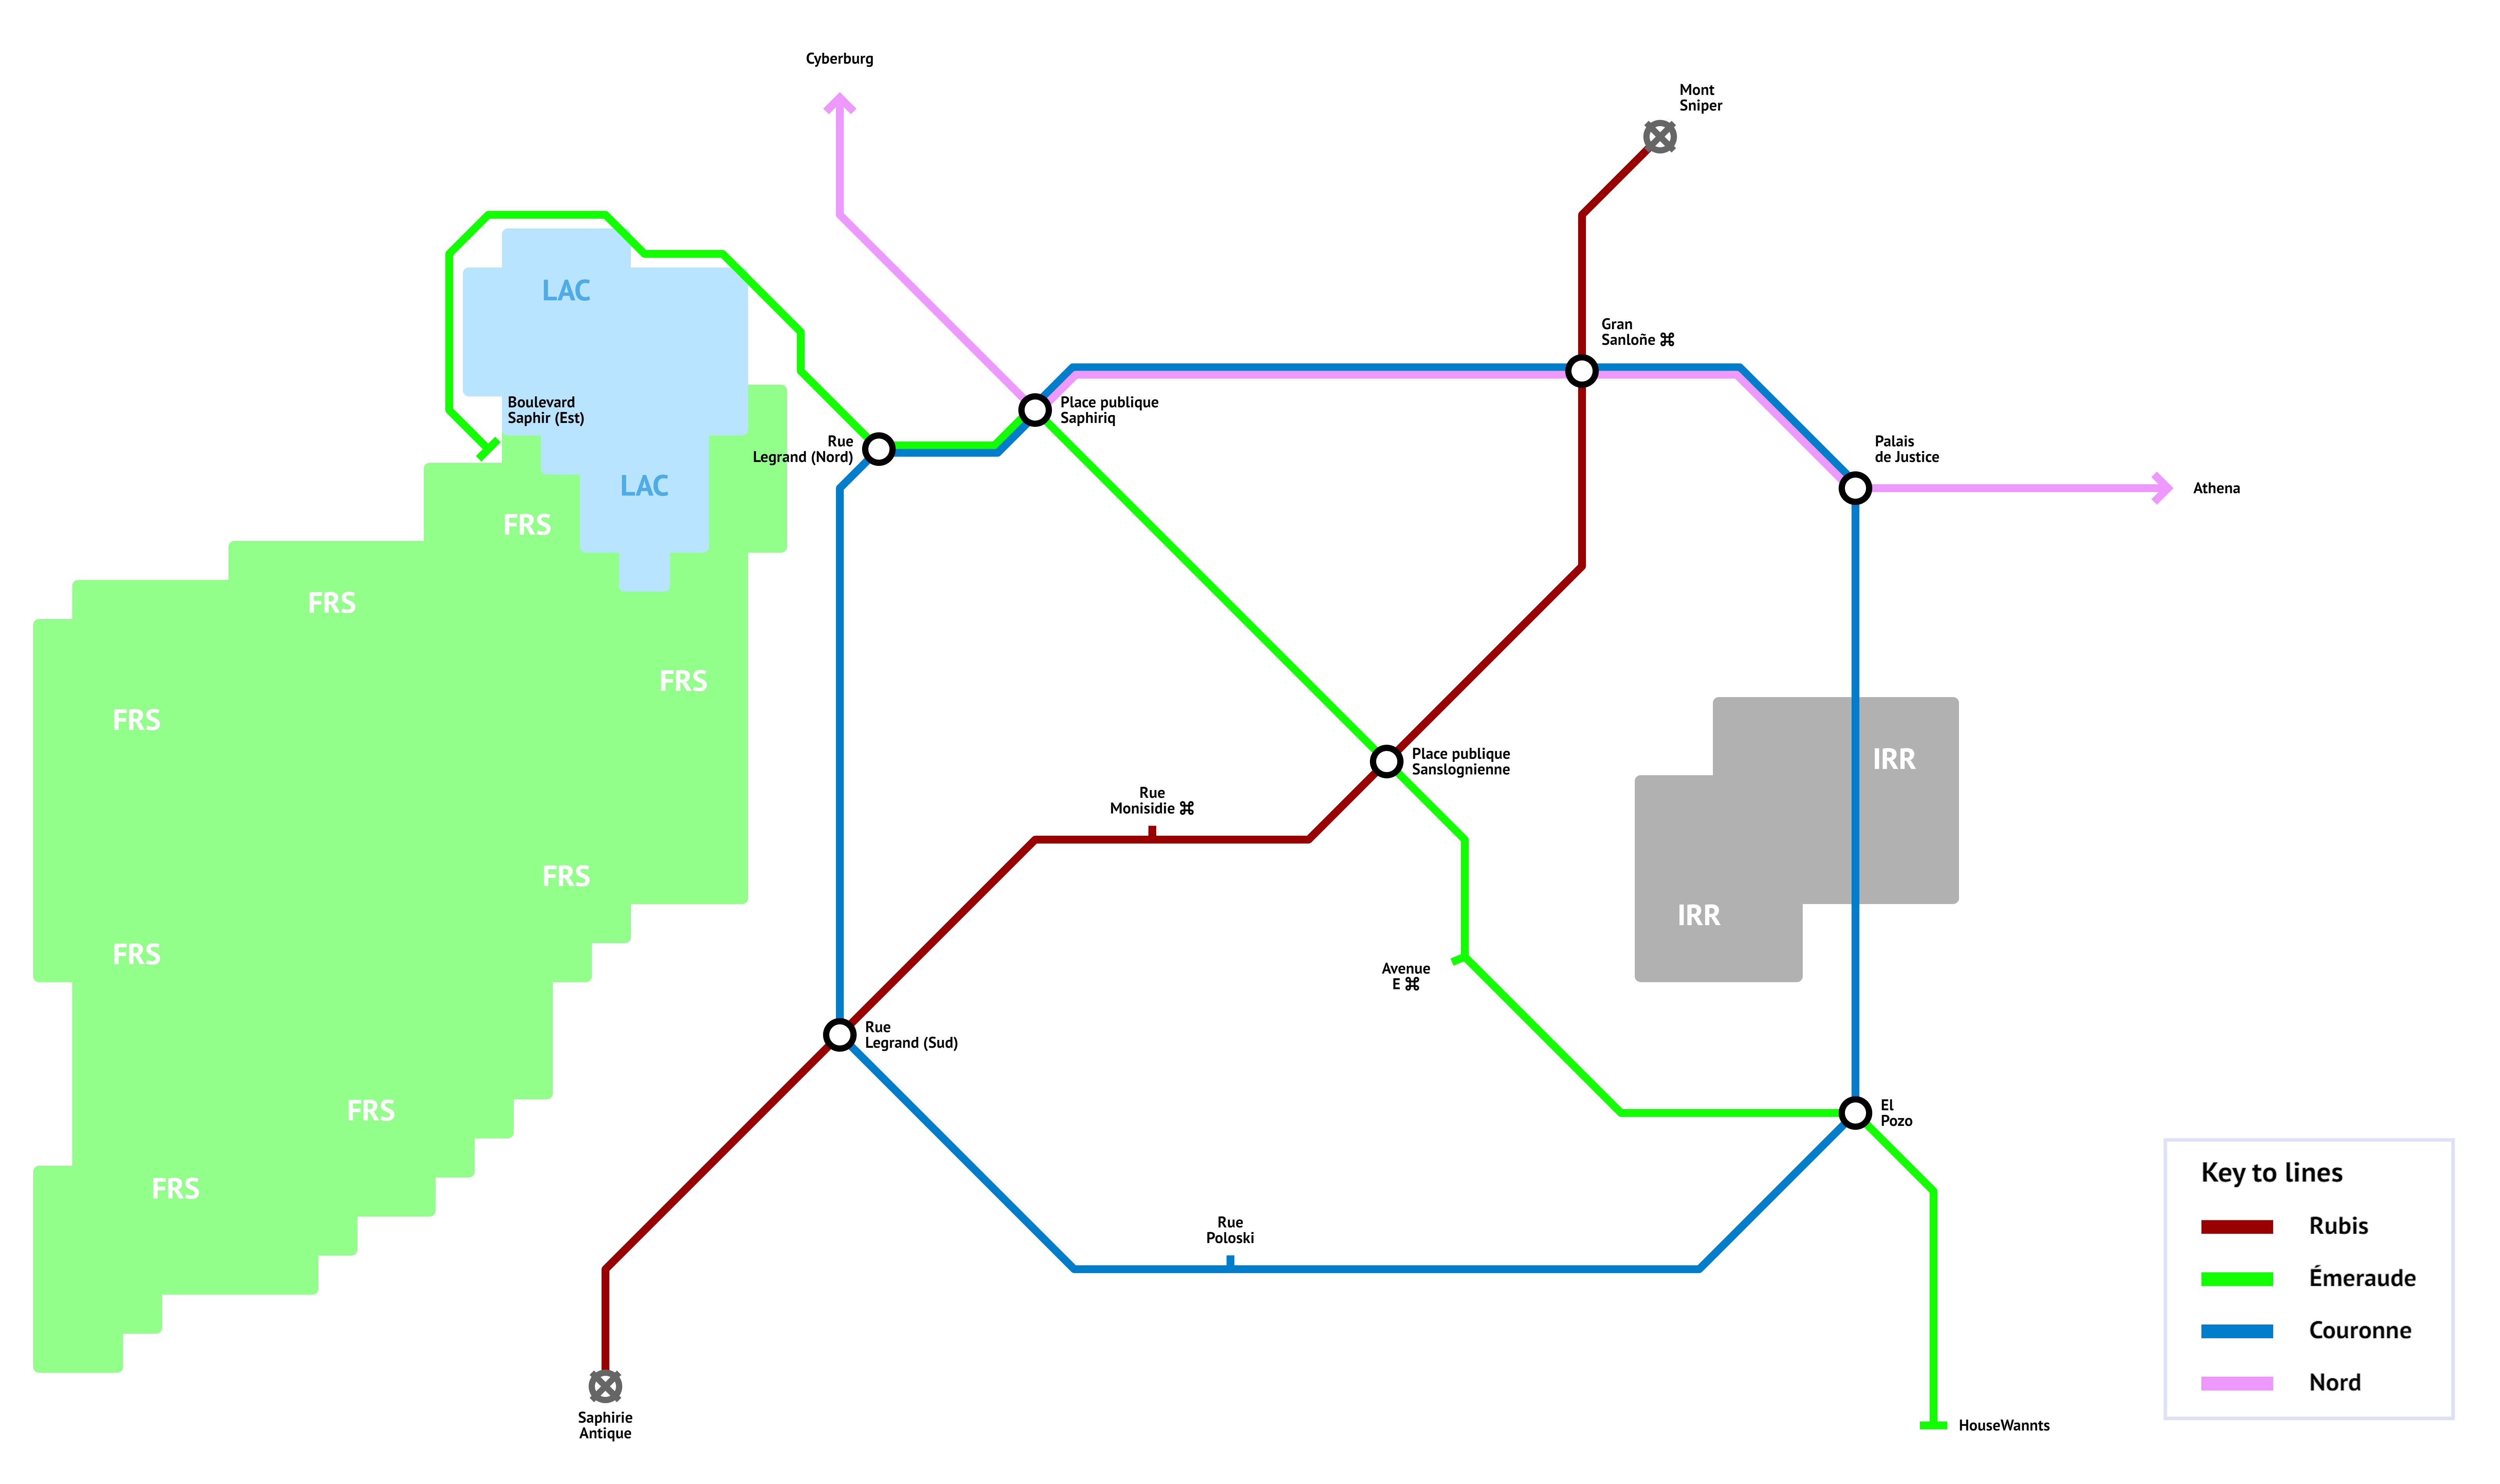 Cyberburg
Mont
Sniper
LAC
Gran
Sanloñe ⌘
Boulevard
Saphir (Est)
Place publique
Saphiriq
Rue
Legrand (Nord)
Palais
de Justice
LAC
Athena
FRS
FRS
FRS
FRS
Place publique
Sanslognienne
IRR
Rue
Monisidie ⌘
FRS
IRR
FRS
Avenue
E ⌘
Rue
Legrand (Sud)
FRS
El
Pozo
FRS
Rue
Poloski
Saphirie
Antique
HouseWannts
Key to lines
Rubis
Émeraude
Couronne
Nord